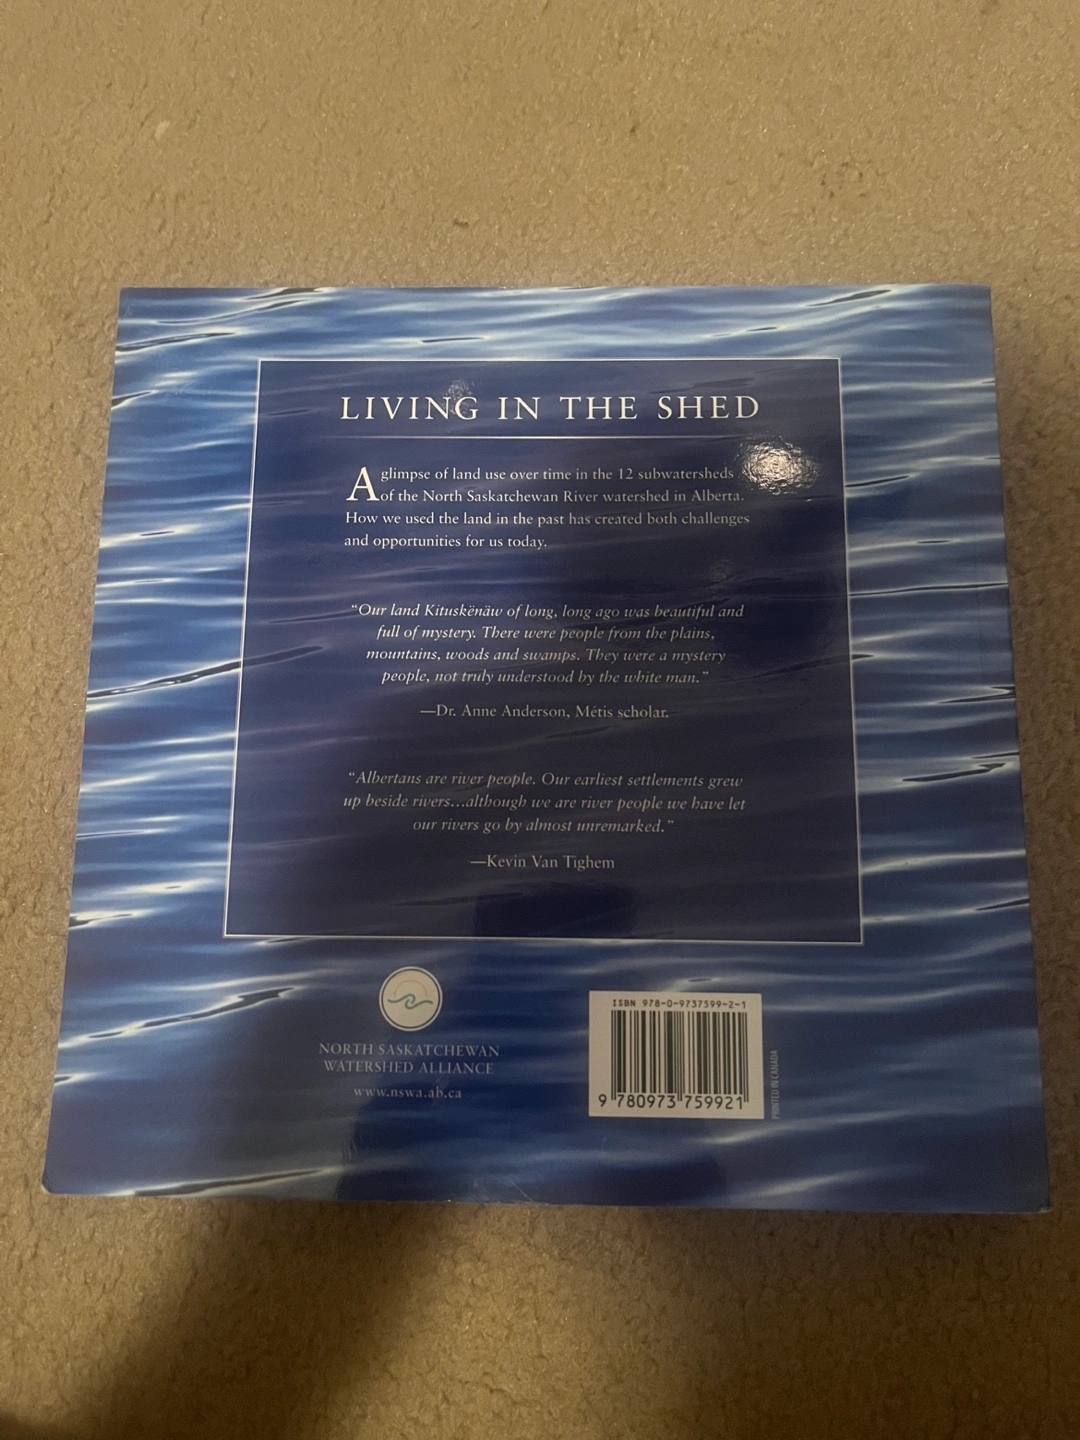 LIVING IN THE SHED
A glimpse of land use over time in the 12 subwatersheds
of the North Saskatchewan River watershed in Alberta.
How we used the land in the past has created both challenges
and opportunities for us today.
“Our land Kituskënäw of long, long ago was beautiful and
full of mystery. There were people from the plains,
mountains, woods and swamps. They were a mystery
people, not truly understood by the white man.”
—Dr. Anne Anderson, Métis scholar.
“Albertans are river people. Our earliest settlements grew
up beside rivers...although we are river people we have let
our rivers go by almost unremarked.”
—Kevin Van Tighem
NORTH SASKATCHEWAN
WATERSHED ALLIANCE
www.nswa.ab.ca
ISBN 978-0-9737599-2-1
9 780973 759921
PRINTED IN CANADA